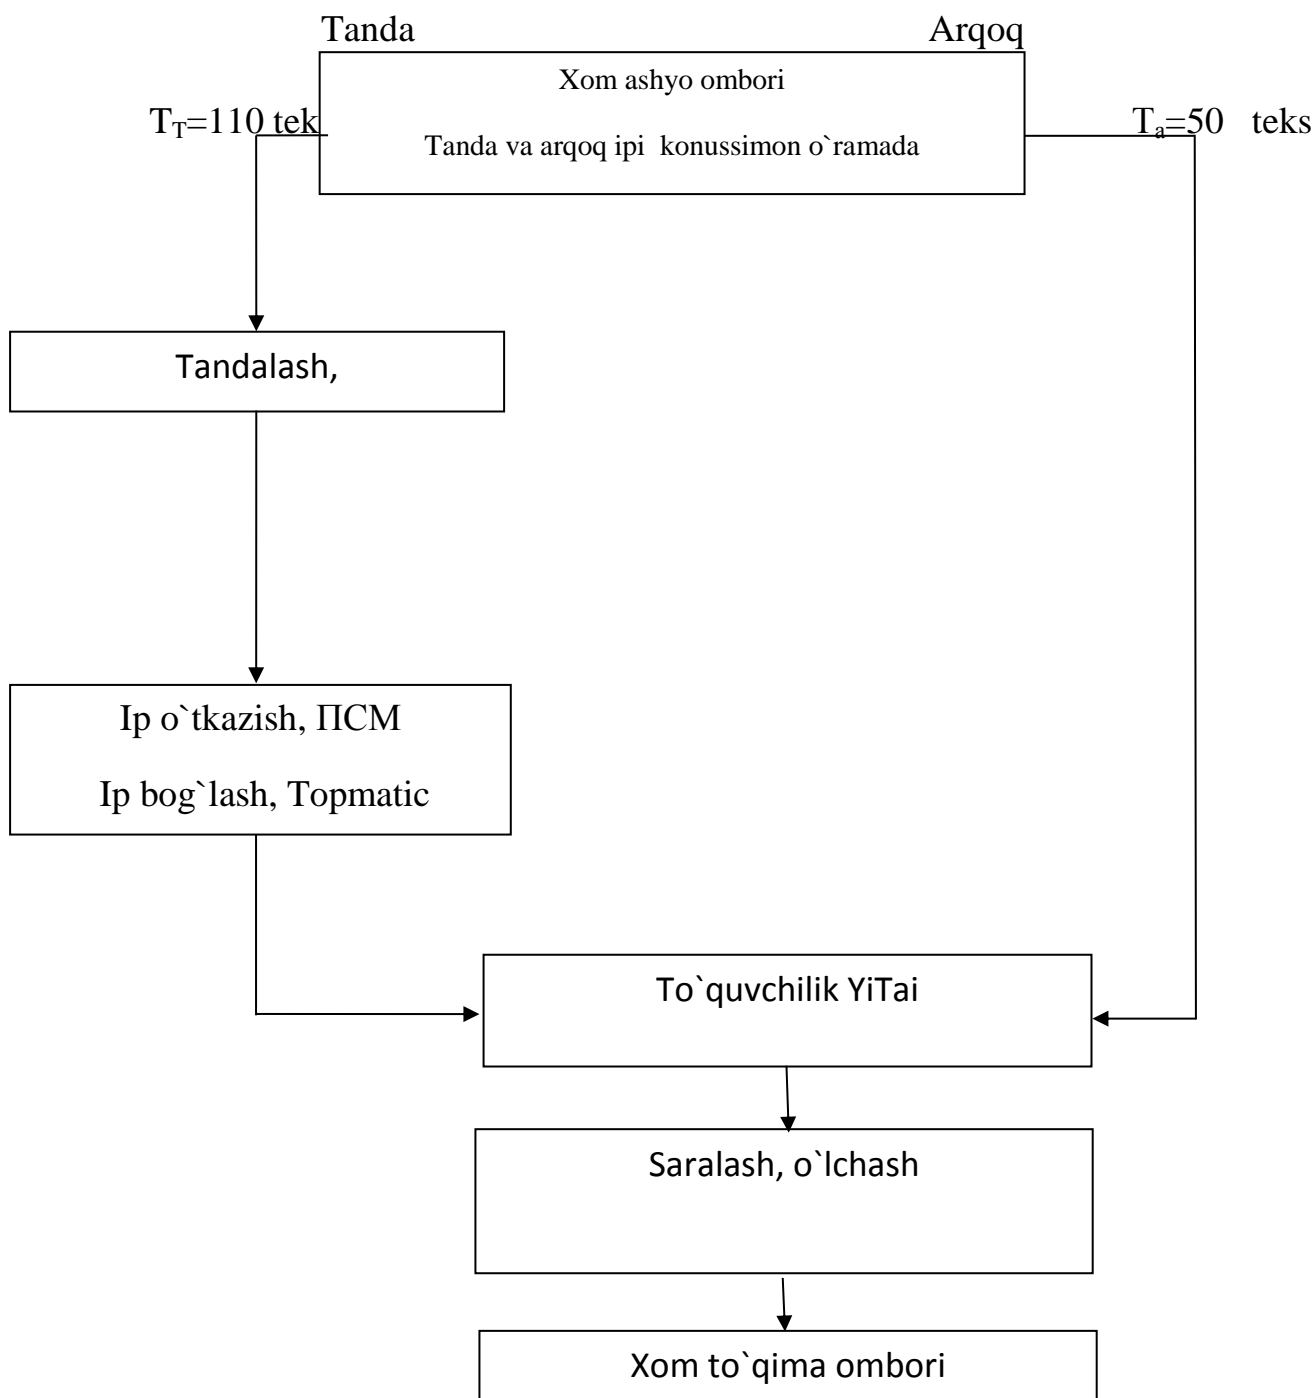 Tanda Arqoq
Xom ashyo ombori
T_T=110 tek T_a=50 teks
Tanda va arqoq ipi konussimon o`ramada
Tandalash,
Ip o`tkazish, ПСМ
Ip bog`lash, Topmatic
To`quvchilik YiTai
Saralash, o`lchash
Xom to`qima ombori